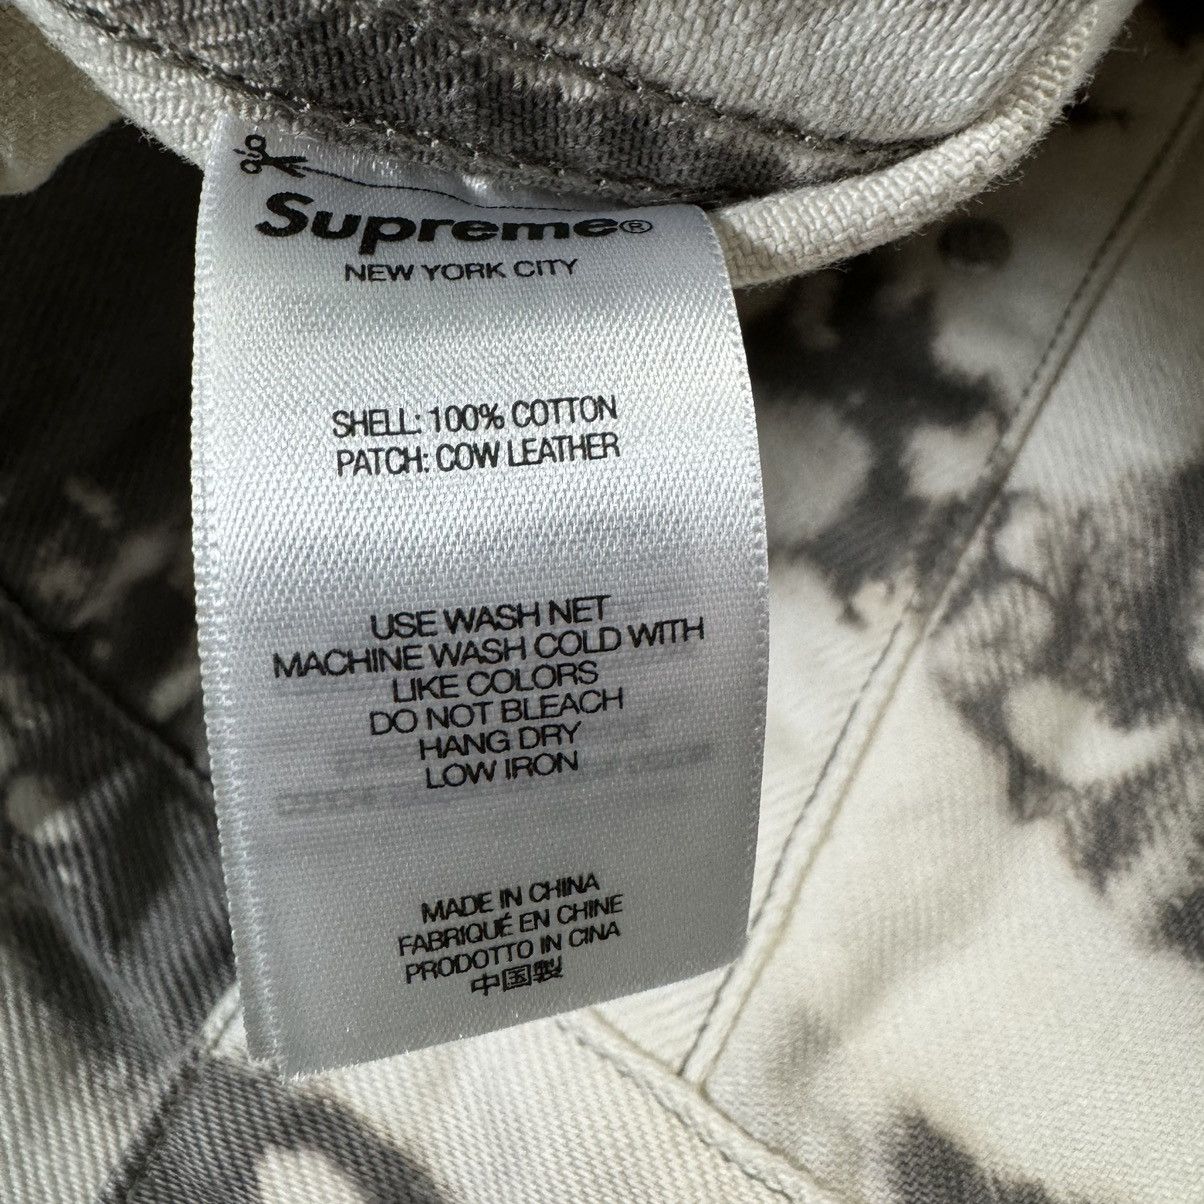 Supreme®
NEW YORK CITY
SHELL: 100% COTTON
PATCH: COW LEATHER
USE WASH NET
MACHINE WASH COLD WITH
LIKE COLORS
DO NOT BLEACH
HANG DRY
LOW IRON
MADE IN CHINA
FABRIQUÉ EN CHINE
PRODOTTO IN CINA
中国製